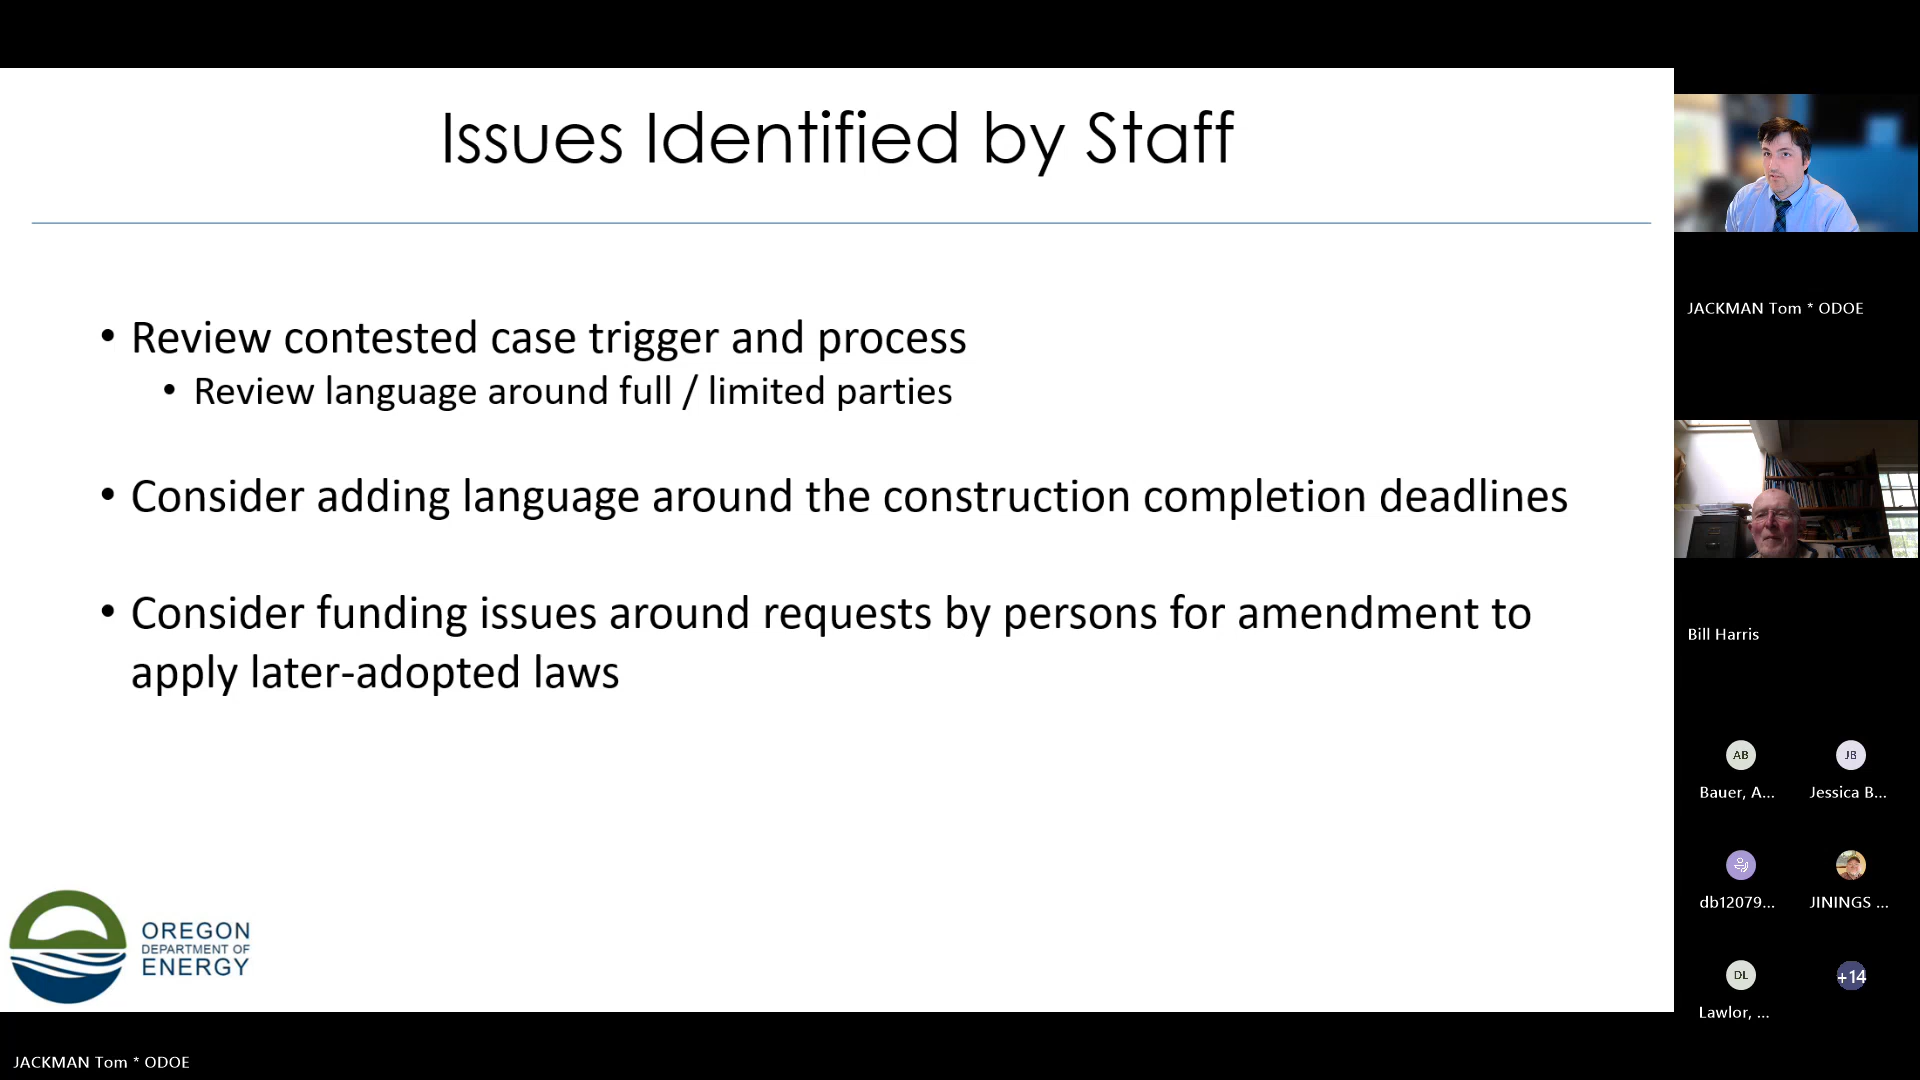 Issues Identified by Staff
• Review contested case trigger and process
• Review language around full / limited parties
• Consider adding language around the construction completion deadlines
• Consider funding issues around requests by persons for amendment to
apply later-adopted laws
OREGON
DEPARTMENT OF
ENERGY
JACKMAN Tom * ODOE
JACKMAN Tom * ODOE
Bill Harris
AB
JB
Bauer, A...
Jessica B...
db12079...
JININGS ...
DL
+14
Lawlor, ...